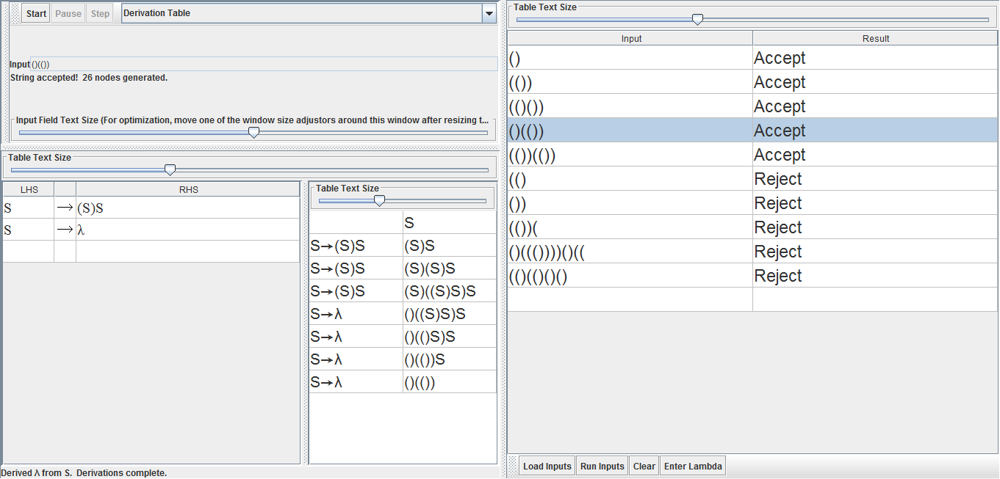 Start Pause Step Derivation Table
Input ()(())
String accepted! 26 nodes generated.
Input Field Text Size (For optimization, move one of the window size adjustors around this window after resizing t...
Table Text Size
LHS RHS
S → (S)S
S → λ
Table Text Size
S
S→(S)S (S)S
S→(S)S (S)(S)S
S→(S)S (S)((S)S)S
S→λ ()((S)S)S
S→λ ()(()S)S
S→λ ()(())S
S→λ ()(())
Derived λ from S. Derivations complete.
Table Text Size
Input Result
() Accept
(()) Accept
(()()) Accept
()(()) Accept
(())(()) Accept
(() Reject
()) Reject
(())( Reject
()((())))()(( Reject
(()(()()() Reject
Load Inputs Run Inputs Clear Enter Lambda